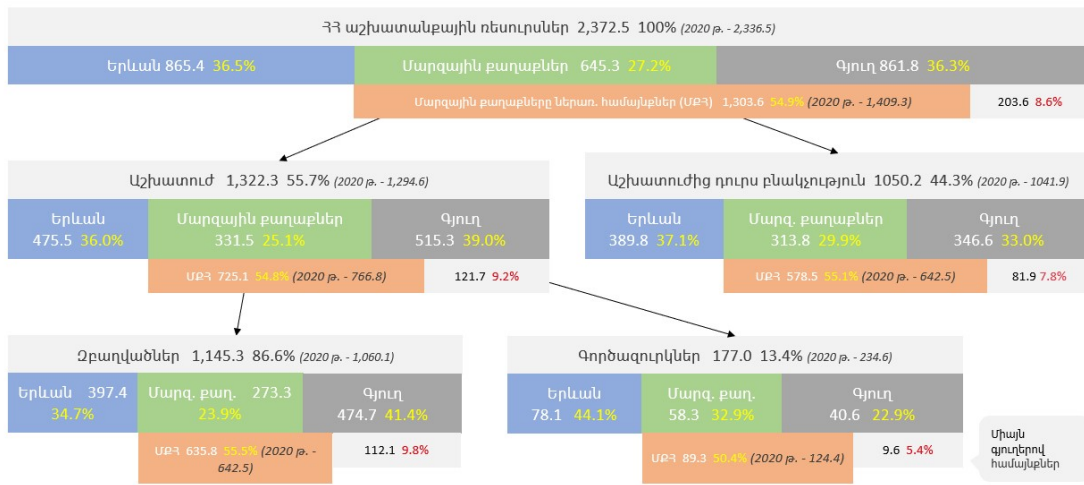 ՀՀ աշխատանքային ռեսուրսներ 2,372.5 100% (2020 թ. - 2,336.5)
Երևան 865.4 36.5% Մարզային քաղաքներ 645.3 27.2% Գյուղ 861.8 36.3%
Մարզային քաղաքները ներառ. համայնքներ (ՄՔՀ) 1,303.6 54.9% (2020 թ. - 1,409.3) 203.6 8.6%
Աշխատուժ 1,322.3 55.7% (2020 թ. - 1,294.6)
Երևան Մարզային քաղաքներ Գյուղ
475.5 36.0% 331.5 25.1% 515.3 39.0%
ՄՔՀ 725.1 54.8% (2020 թ. - 766.8) 121.7 9.2%
Աշխատուժից դուրս բնակչություն 1050.2 44.3% (2020 թ. - 1041.9)
Երևան Մարզ. քաղաքներ Գյուղ
389.8 37.1% 313.8 29.9% 346.6 33.0%
ՄՔՀ 578.5 55.1% (2020 թ. - 642.5) 81.9 7.8%
Զբաղվածներ 1,145.3 86.6% (2020 թ. - 1,060.1)
Երևան 397.4 Մարզ. քաղ. 273.3 Գյուղ
34.7% 23.9% 474.7 41.4%
ՄՔՀ 635.8 55.5% (2020 թ. - 112.1 9.8%
642.5)
Գործազուրկներ 177.0 13.4% (2020 թ. - 234.6)
Երևան Մարզ. քաղ. Գյուղ
78.1 44.1% 58.3 32.9% 40.6 22.9%
ՄՔՀ 89.3 50.4% (2020 թ. - 124.4) 9.6 5.4%
Միայն
գյուղերով
համայնքներ